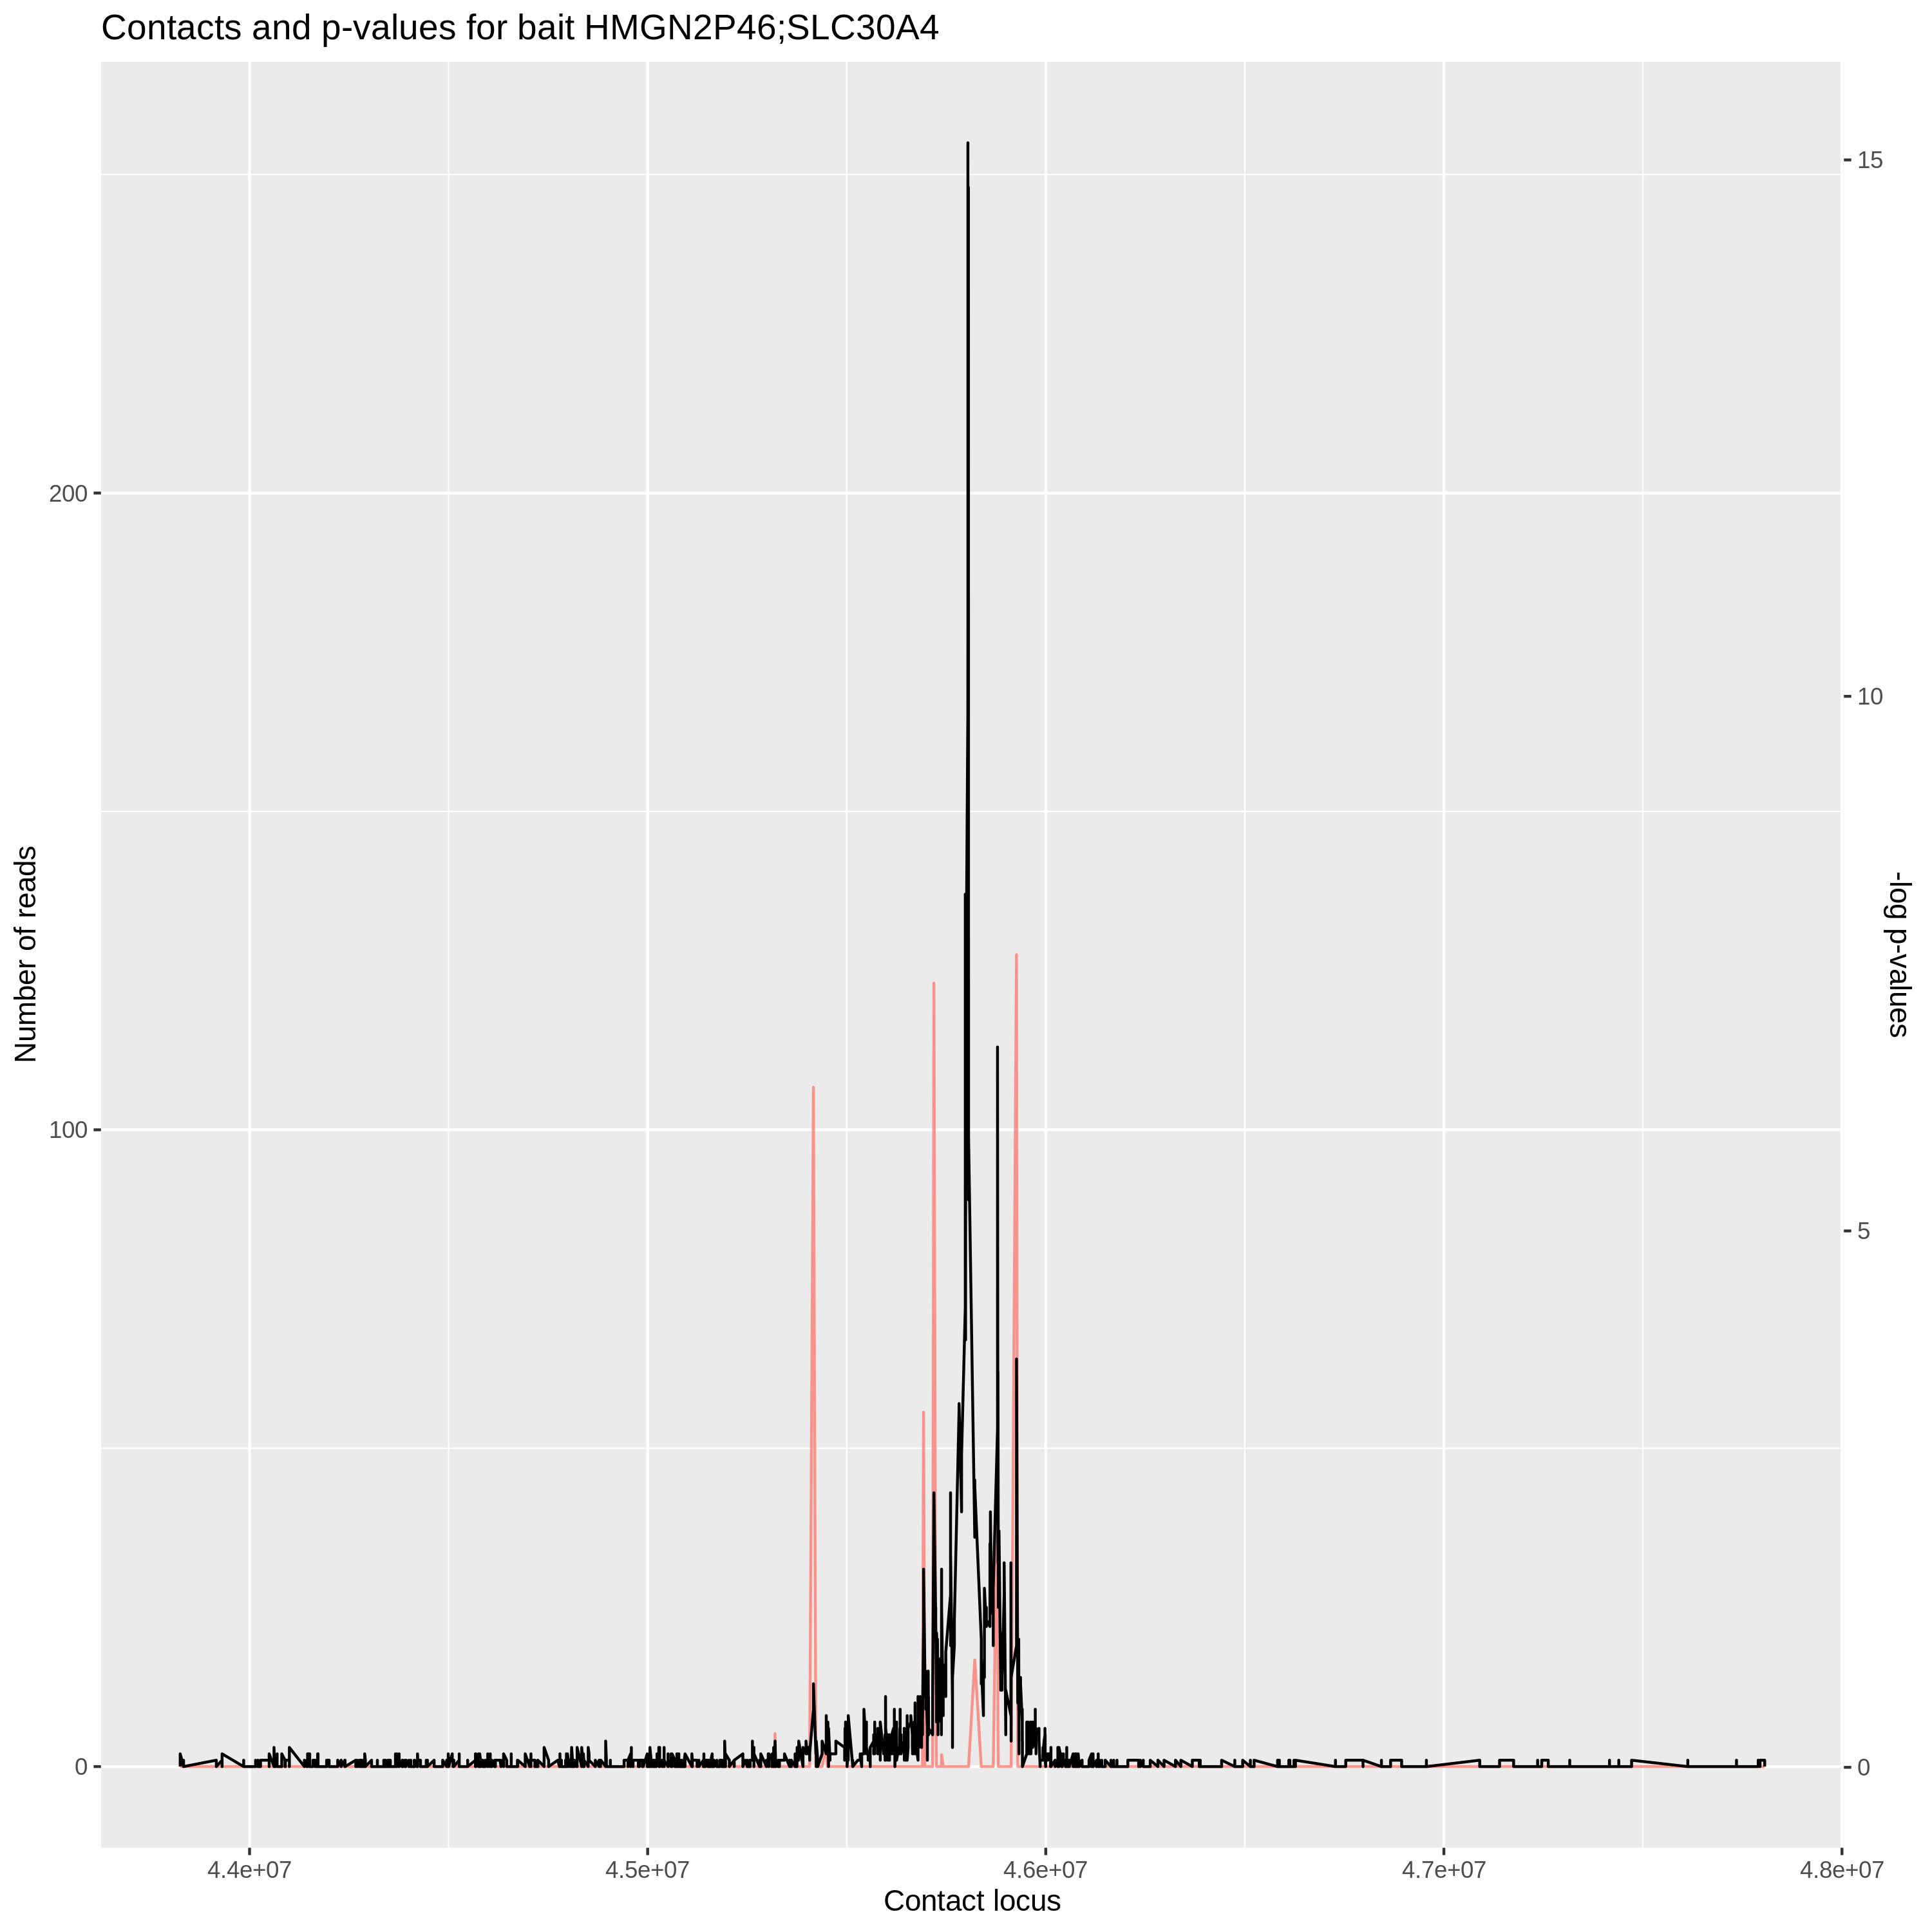 Contacts and p-values for bait HMGN2P46;SLC30A4
Number of reads
200
100
0
15
10
5
0
-log p-values
4.4e+07
4.5e+07
4.6e+07
4.7e+07
4.8e+07
Contact locus